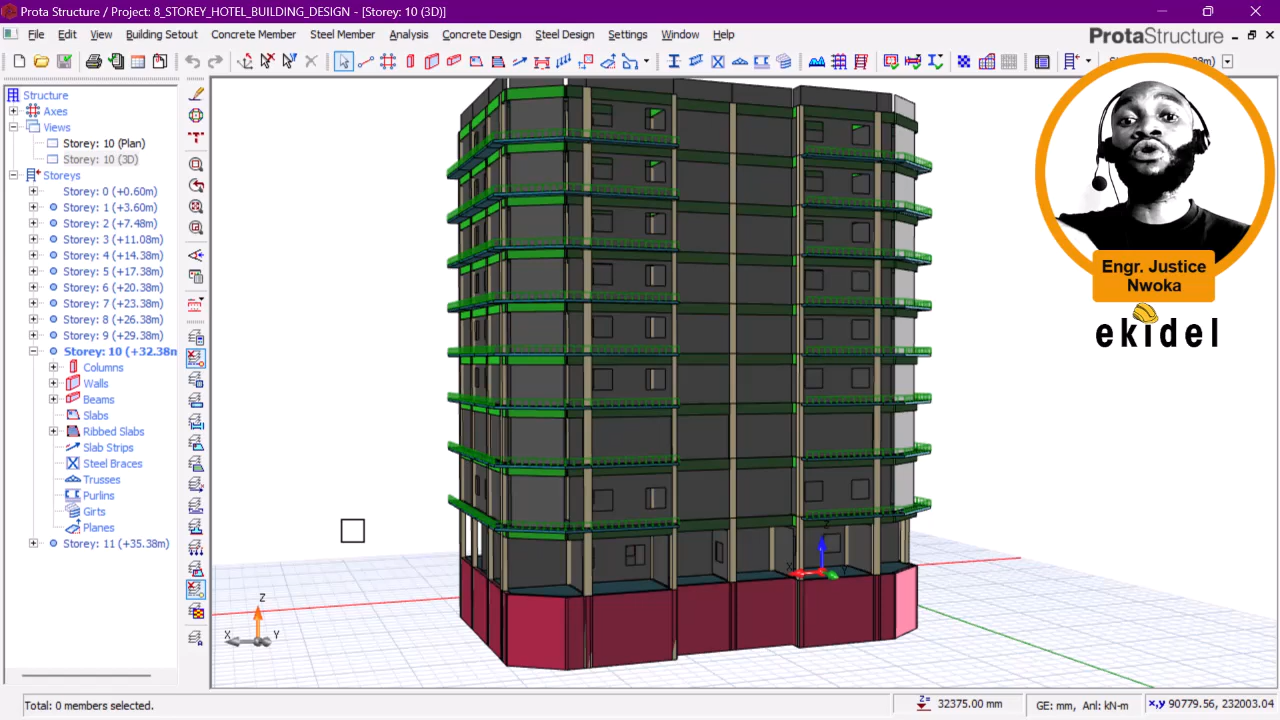 Prota Structure / Project: 8_STOREY_HOTEL_BUILDING_DESIGN - [Storey: 10 (3D)]
File Edit View Building Setout Concrete Member Steel Member Analysis Concrete Design Steel Design Settings Window Help
ProtaStructure
Structure
Axes
Views
Storey: 10 (Plan)
Storey: 10 (3D)
Storeys
Storey: 0 (+0.60m)
Storey: 1 (+3.60m)
Storey: 2 (+7.48m)
Storey: 3 (+11.08m)
Storey: 4 (+14.38m)
Storey: 5 (+17.38m)
Storey: 6 (+20.38m)
Storey: 7 (+23.38m)
Storey: 8 (+26.38m)
Storey: 9 (+29.38m)
Storey: 10 (+32.38m
Columns
Walls
Beams
Slabs
Ribbed Slabs
Slab Strips
Steel Braces
Trusses
Purlins
Girts
Planes
Storey: 11 (+35.38m)
Engr. Justice
Nwoka
ekidel
Z
X
Y
Z
X
Y
Total: 0 members selected.
Z= 32375.00 mm
GE: mm, Anl: kN-m
x,y 90779.56, 232003.04